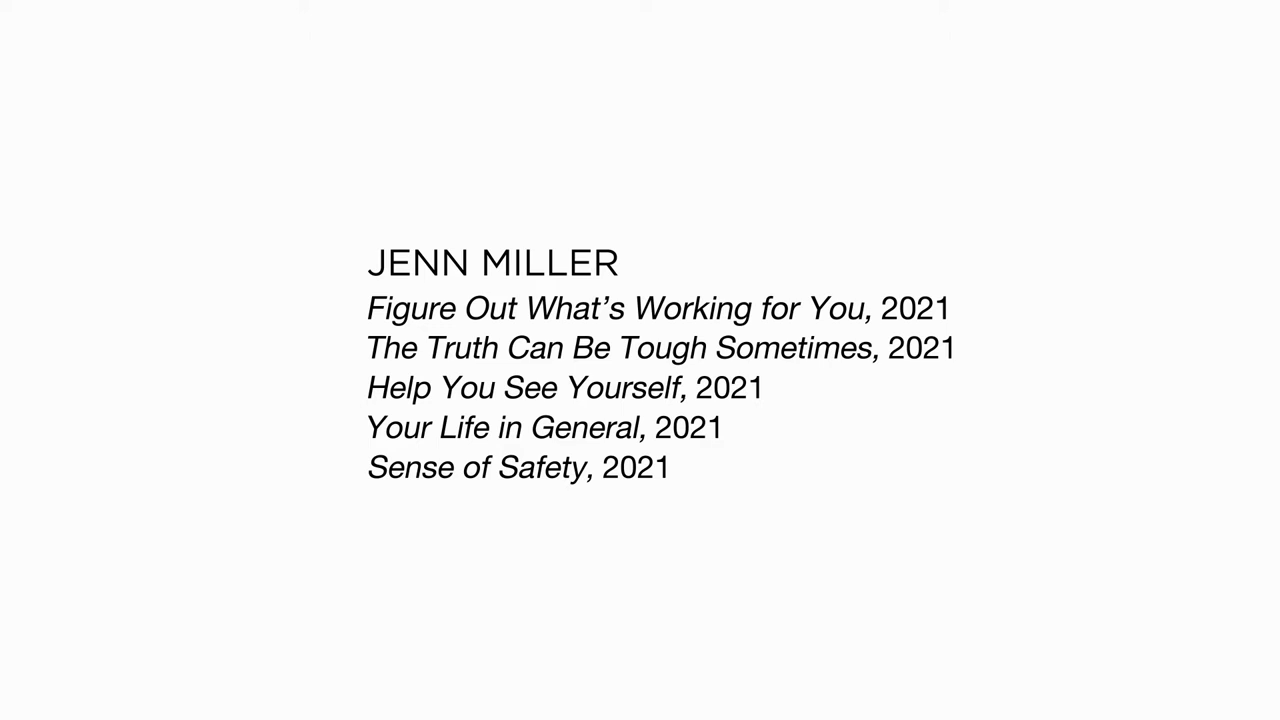 JENN MILLER
Figure Out What’s Working for You, 2021
The Truth Can Be Tough Sometimes, 2021
Help You See Yourself, 2021
Your Life in General, 2021
Sense of Safety, 2021